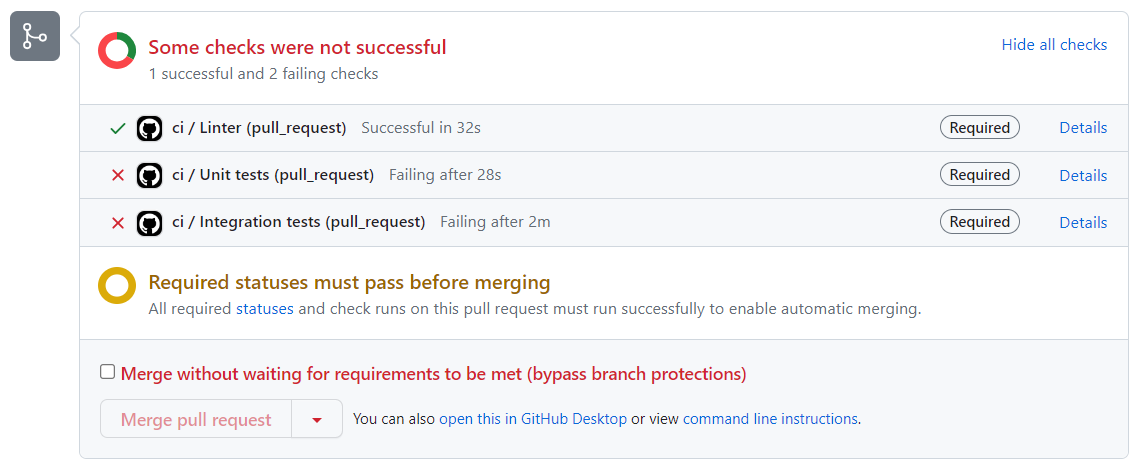 Some checks were not successful
Hide all checks
1 successful and 2 failing checks
ci / Linter (pull_request) Successful in 32s Required Details
ci / Unit tests (pull_request) Failing after 28s Required Details
ci / Integration tests (pull_request) Failing after 2m Required Details
Required statuses must pass before merging
All required statuses and check runs on this pull request must run successfully to enable automatic merging.
Merge without waiting for requirements to be met (bypass branch protections)
Merge pull request You can also open this in GitHub Desktop or view command line instructions.